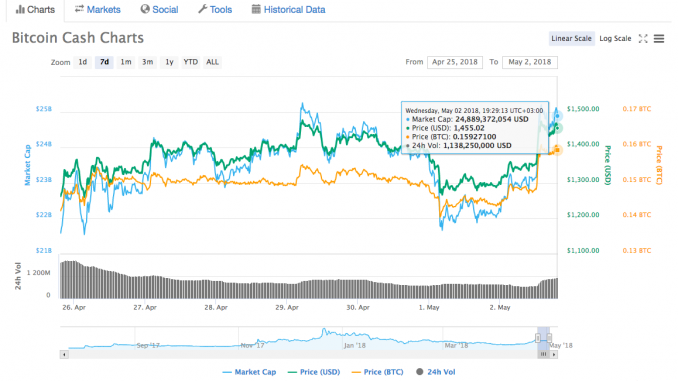 Charts Markets Social Tools Historical Data
Bitcoin Cash Charts
Linear Scale Log Scale
Zoom 1d 7d 1m 3m 1y YTD ALL From Apr 25, 2018 To May 2, 2018
Wednesday, May 02 2018, 19:29:13 UTC+03:00
Market Cap: 24,889,372,054 USD
Price (USD): 1,455.02
Price (BTC): 0.15927100
24h Vol: 1,138,250,000 USD
$25B $1,500.00 0.17 BTC
$24B $1,400.00 0.16 BTC
$23B $1,300.00 0.15 BTC
$22B $1,200.00 0.14 BTC
$21B $1,100.00 0.13 BTC
Market Cap
Price (USD)
Price (BTC)
24h Vol
1 200M
0
26. Apr 27. Apr 28. Apr 29. Apr 30. Apr 1. May 2. May
Sep '17 Nov '17 Jan '18 Mar '18 May '18
Market Cap Price (USD) Price (BTC) 24h Vol